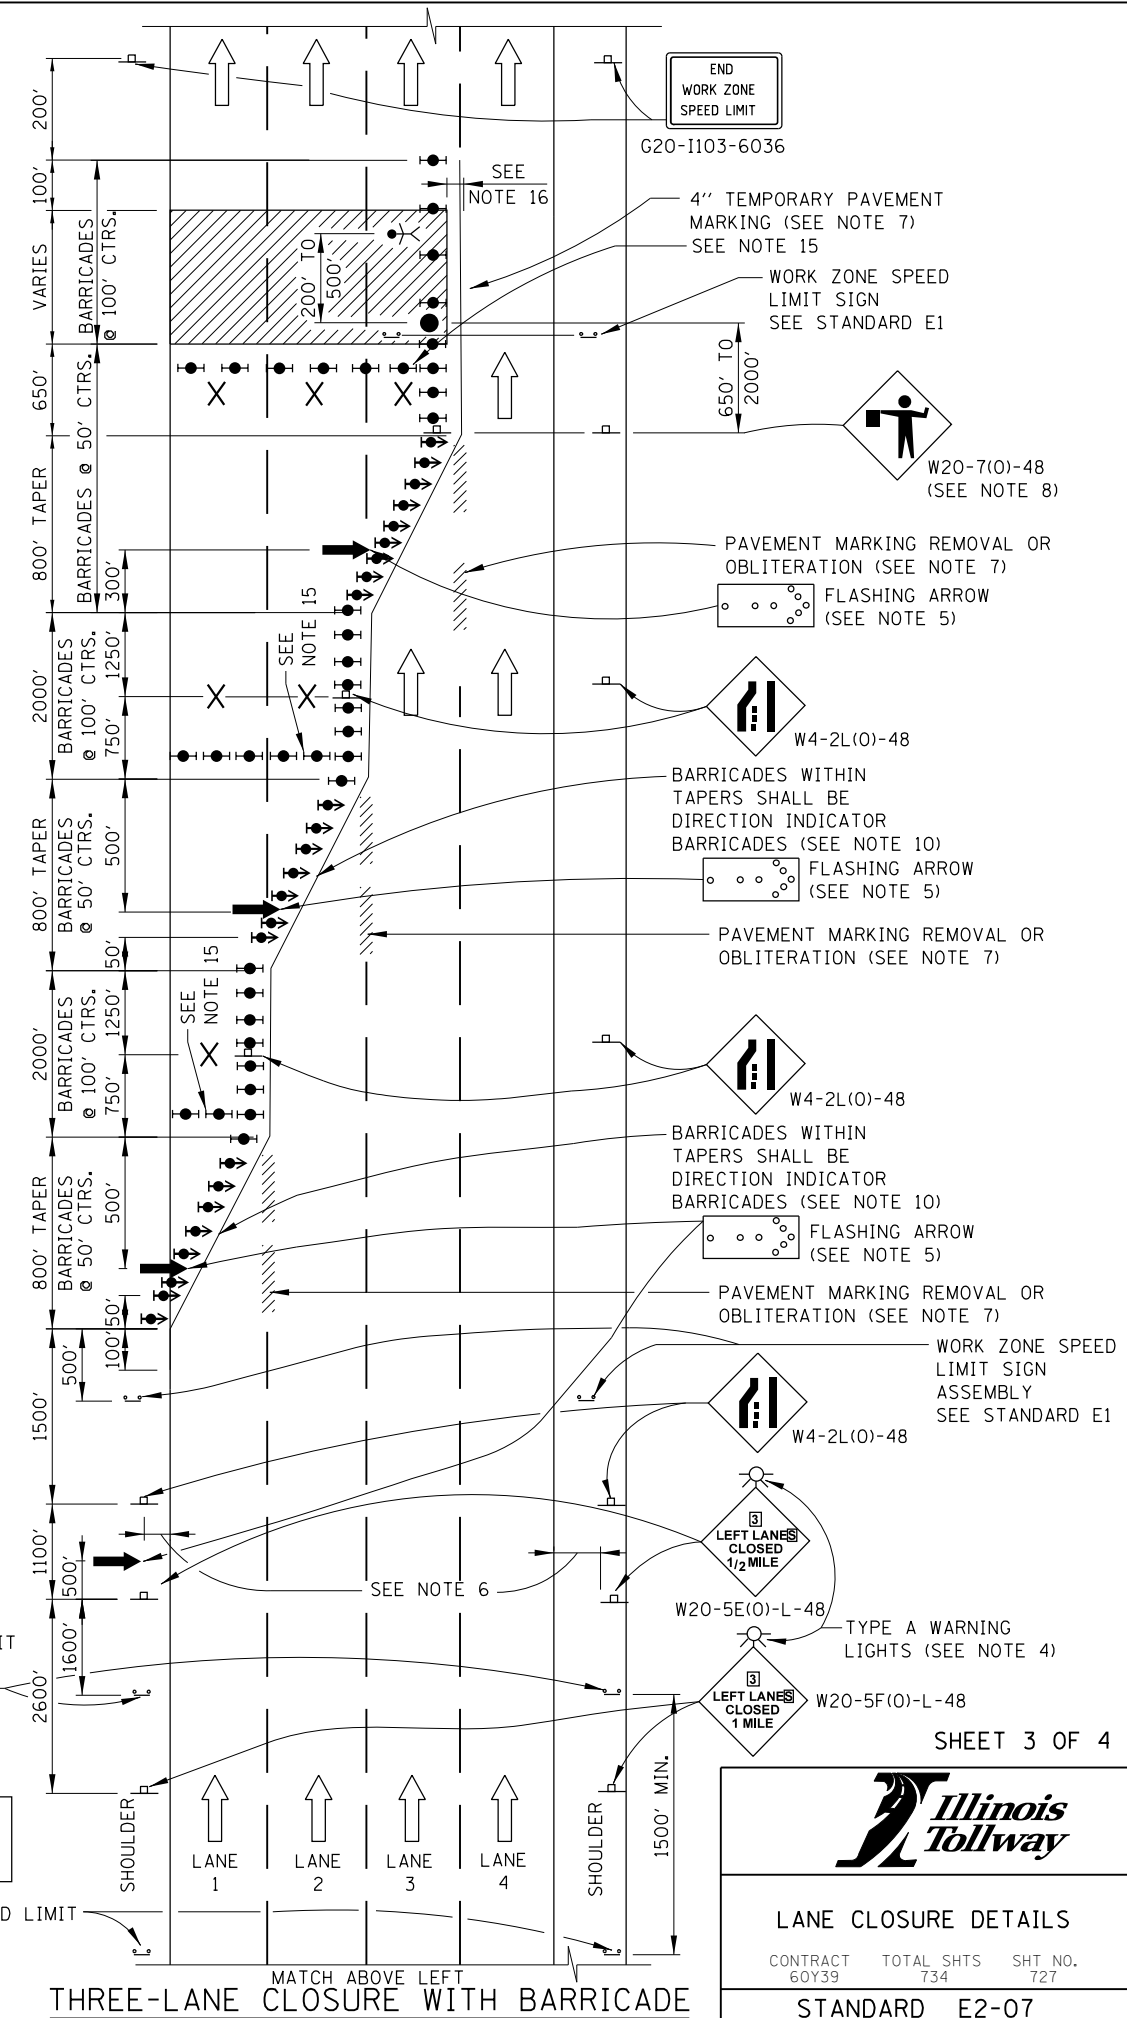 END
WORK ZONE
SPEED LIMIT
G20-I103-6036
200'
100'
VARIES
BARRICADES
@ 100' CTRS.
SEE
NOTE 16
4'' TEMPORARY PAVEMENT
MARKING (SEE NOTE 7)
SEE NOTE 15
200' TO
500'
WORK ZONE SPEED
LIMIT SIGN
SEE STANDARD E1
650' TO
2000'
650'
BARRICADES @ 50' CTRS.
W20-7(O)-48
(SEE NOTE 8)
800' TAPER
300'
PAVEMENT MARKING REMOVAL OR
OBLITERATION (SEE NOTE 7)
FLASHING ARROW
(SEE NOTE 5)
SEE
NOTE 15
2000'
BARRICADES
@ 100' CTRS.
1250'
750'
W4-2L(O)-48
BARRICADES WITHIN
TAPERS SHALL BE
DIRECTION INDICATOR
BARRICADES (SEE NOTE 10)
800' TAPER
BARRICADES
@ 50' CTRS.
500'
50'
FLASHING ARROW
(SEE NOTE 5)
PAVEMENT MARKING REMOVAL OR
OBLITERATION (SEE NOTE 7)
SEE
NOTE 15
2000'
BARRICADES
@ 100' CTRS.
1250'
750'
W4-2L(O)-48
BARRICADES WITHIN
TAPERS SHALL BE
DIRECTION INDICATOR
BARRICADES (SEE NOTE 10)
800' TAPER
BARRICADES
@ 50' CTRS.
500'
50'
100'
FLASHING ARROW
(SEE NOTE 5)
PAVEMENT MARKING REMOVAL OR
OBLITERATION (SEE NOTE 7)
WORK ZONE SPEED
LIMIT SIGN
ASSEMBLY
SEE STANDARD E1
1500'
500'
W4-2L(O)-48
3
LEFT LANES
CLOSED
1/2 MILE
W20-5E(O)-L-48
1100'
500'
SEE NOTE 6
TYPE A WARNING
LIGHTS (SEE NOTE 4)
IT
2600'
1600'
3
LEFT LANES
CLOSED
1 MILE
W20-5F(O)-L-48
SHEET 3 OF 4
1500' MIN.
SHOULDER
LANE
1
LANE
2
LANE
3
LANE
4
SHOULDER
D LIMIT
MATCH ABOVE LEFT
THREE-LANE CLOSURE WITH BARRICADE
Illinois
Tollway
LANE CLOSURE DETAILS
CONTRACT TOTAL SHTS SHT NO.
60Y39 734 727
STANDARD E2-07